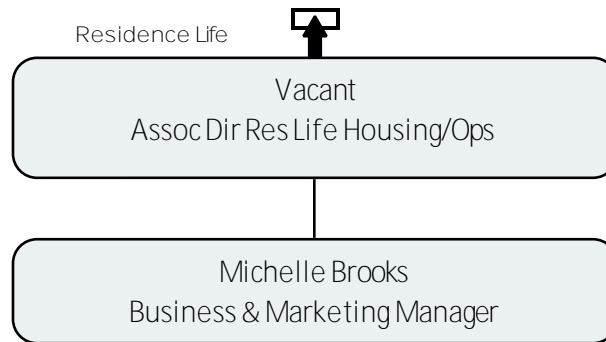 Residence Life
Vacant
Assoc Dir Res Life Housing/Ops
Michelle Brooks
Business & Marketing Manager